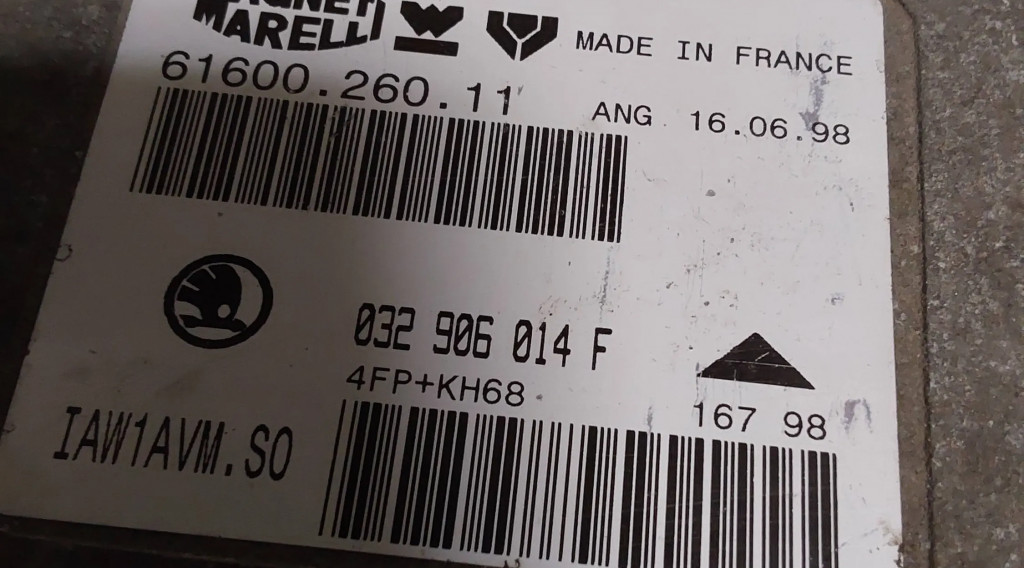 MAGNETI
MARELLI
MADE IN FRANCE
61600.260.11
ANG 16.06.98
032 906 014 F
4FP+KH68
167 98
IAW1AVM.SO